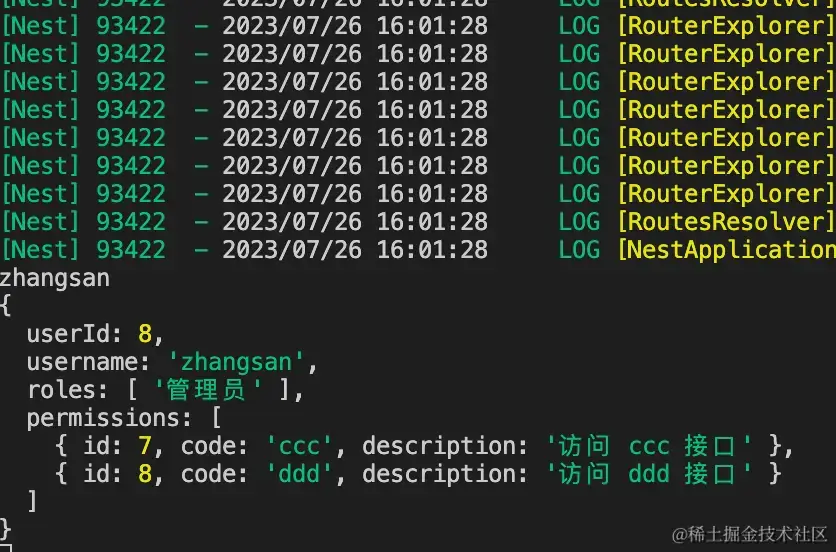 [Nest] 93422  - 2023/07/26 16:01:28     LOG [RoutesResolver]
[Nest] 93422  - 2023/07/26 16:01:28     LOG [RouterExplorer]
[Nest] 93422  - 2023/07/26 16:01:28     LOG [RouterExplorer]
[Nest] 93422  - 2023/07/26 16:01:28     LOG [RouterExplorer]
[Nest] 93422  - 2023/07/26 16:01:28     LOG [RouterExplorer]
[Nest] 93422  - 2023/07/26 16:01:28     LOG [RouterExplorer]
[Nest] 93422  - 2023/07/26 16:01:28     LOG [RouterExplorer]
[Nest] 93422  - 2023/07/26 16:01:28     LOG [RouterExplorer]
[Nest] 93422  - 2023/07/26 16:01:28     LOG [RoutesResolver]
[Nest] 93422  - 2023/07/26 16:01:28     LOG [NestApplication
zhangsan
{
  userId: 8,
  username: 'zhangsan',
  roles: [ '管理员' ],
  permissions: [
    { id: 7, code: 'ccc', description: '访问 ccc 接口' },
    { id: 8, code: 'ddd', description: '访问 ddd 接口' }
  ]
}
@稀土掘金技术社区